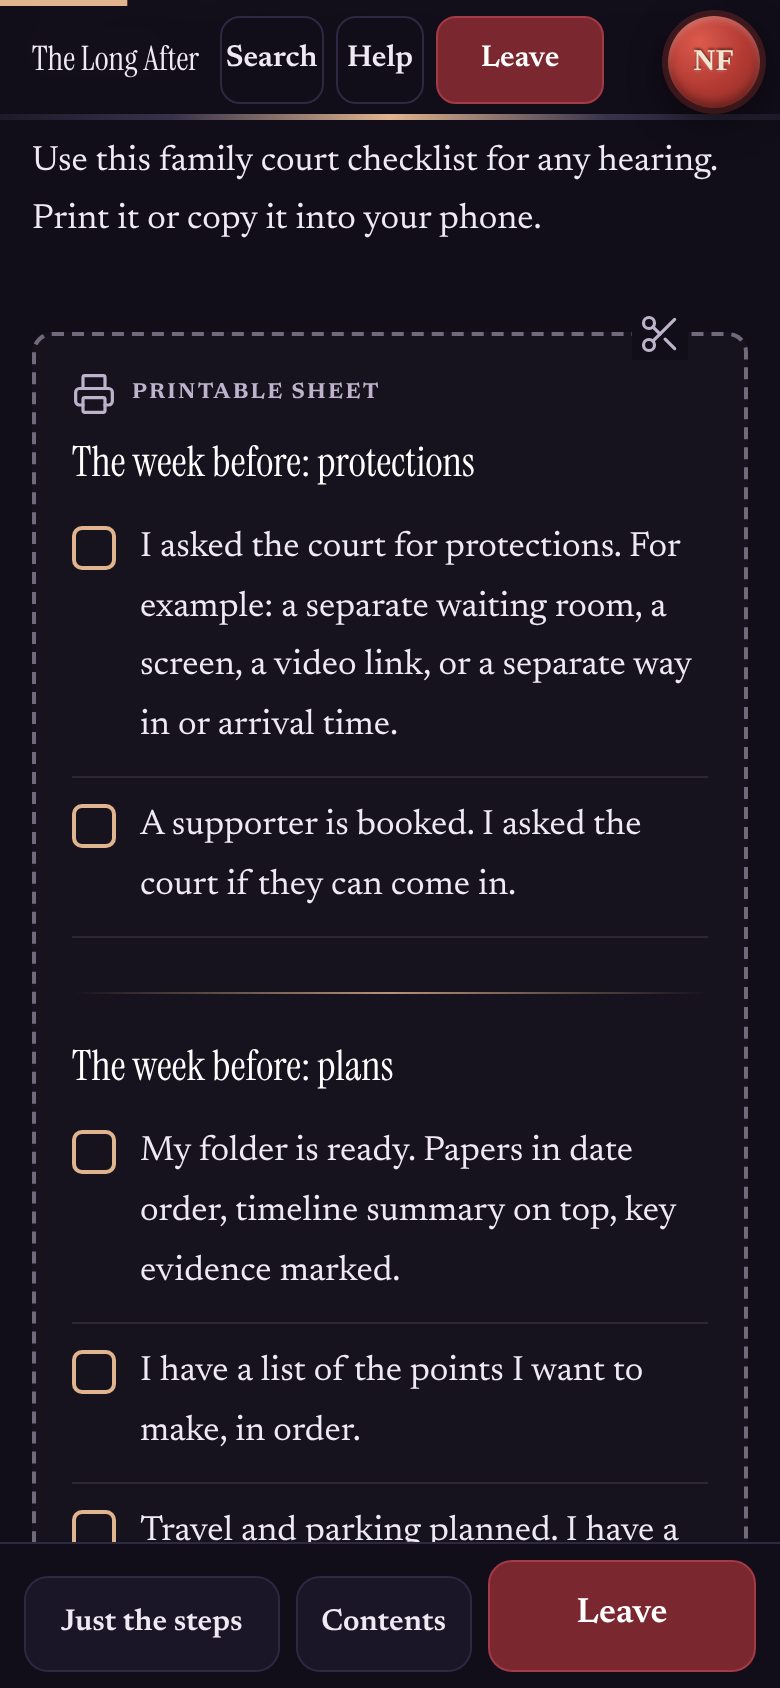 The Long After
Search
Help
Leave
NF
Use this family court checklist for any hearing.
Print it or copy it into your phone.
PRINTABLE SHEET
The week before: protections
I asked the court for protections. For
example: a separate waiting room, a
screen, a video link, or a separate way
in or arrival time.
A supporter is booked. I asked the
court if they can come in.
The week before: plans
My folder is ready. Papers in date
order, timeline summary on top, key
evidence marked.
I have a list of the points I want to
make, in order.
Travel and parking planned. I have a
Just the steps
Contents
Leave